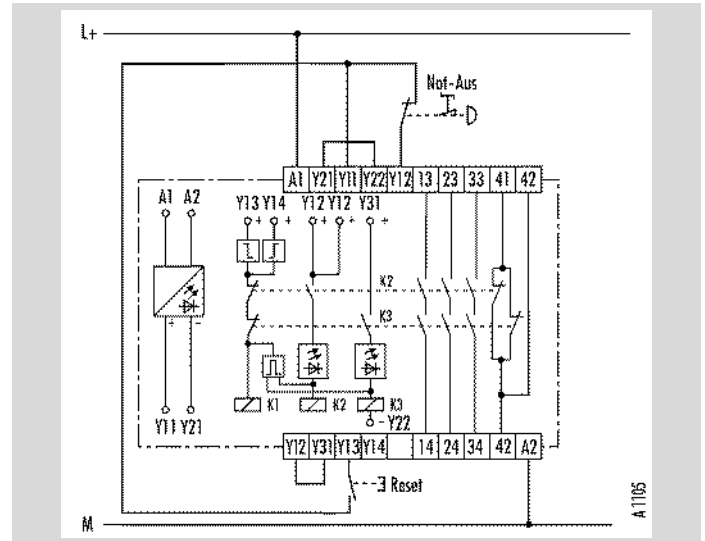 L+
Not-Aus
A1 Y21 Y11 Y22 Y12 13 23 33 41 42
A1 A2 Y13 Y14 Y12 Y12 Y31
+ + + + +
K2
K3
+ -
K1 K2 K3
- Y22
Y11 Y21
Y12 Y31 Y13 Y14 14 24 34 42 A2
Reset
M
A 1105